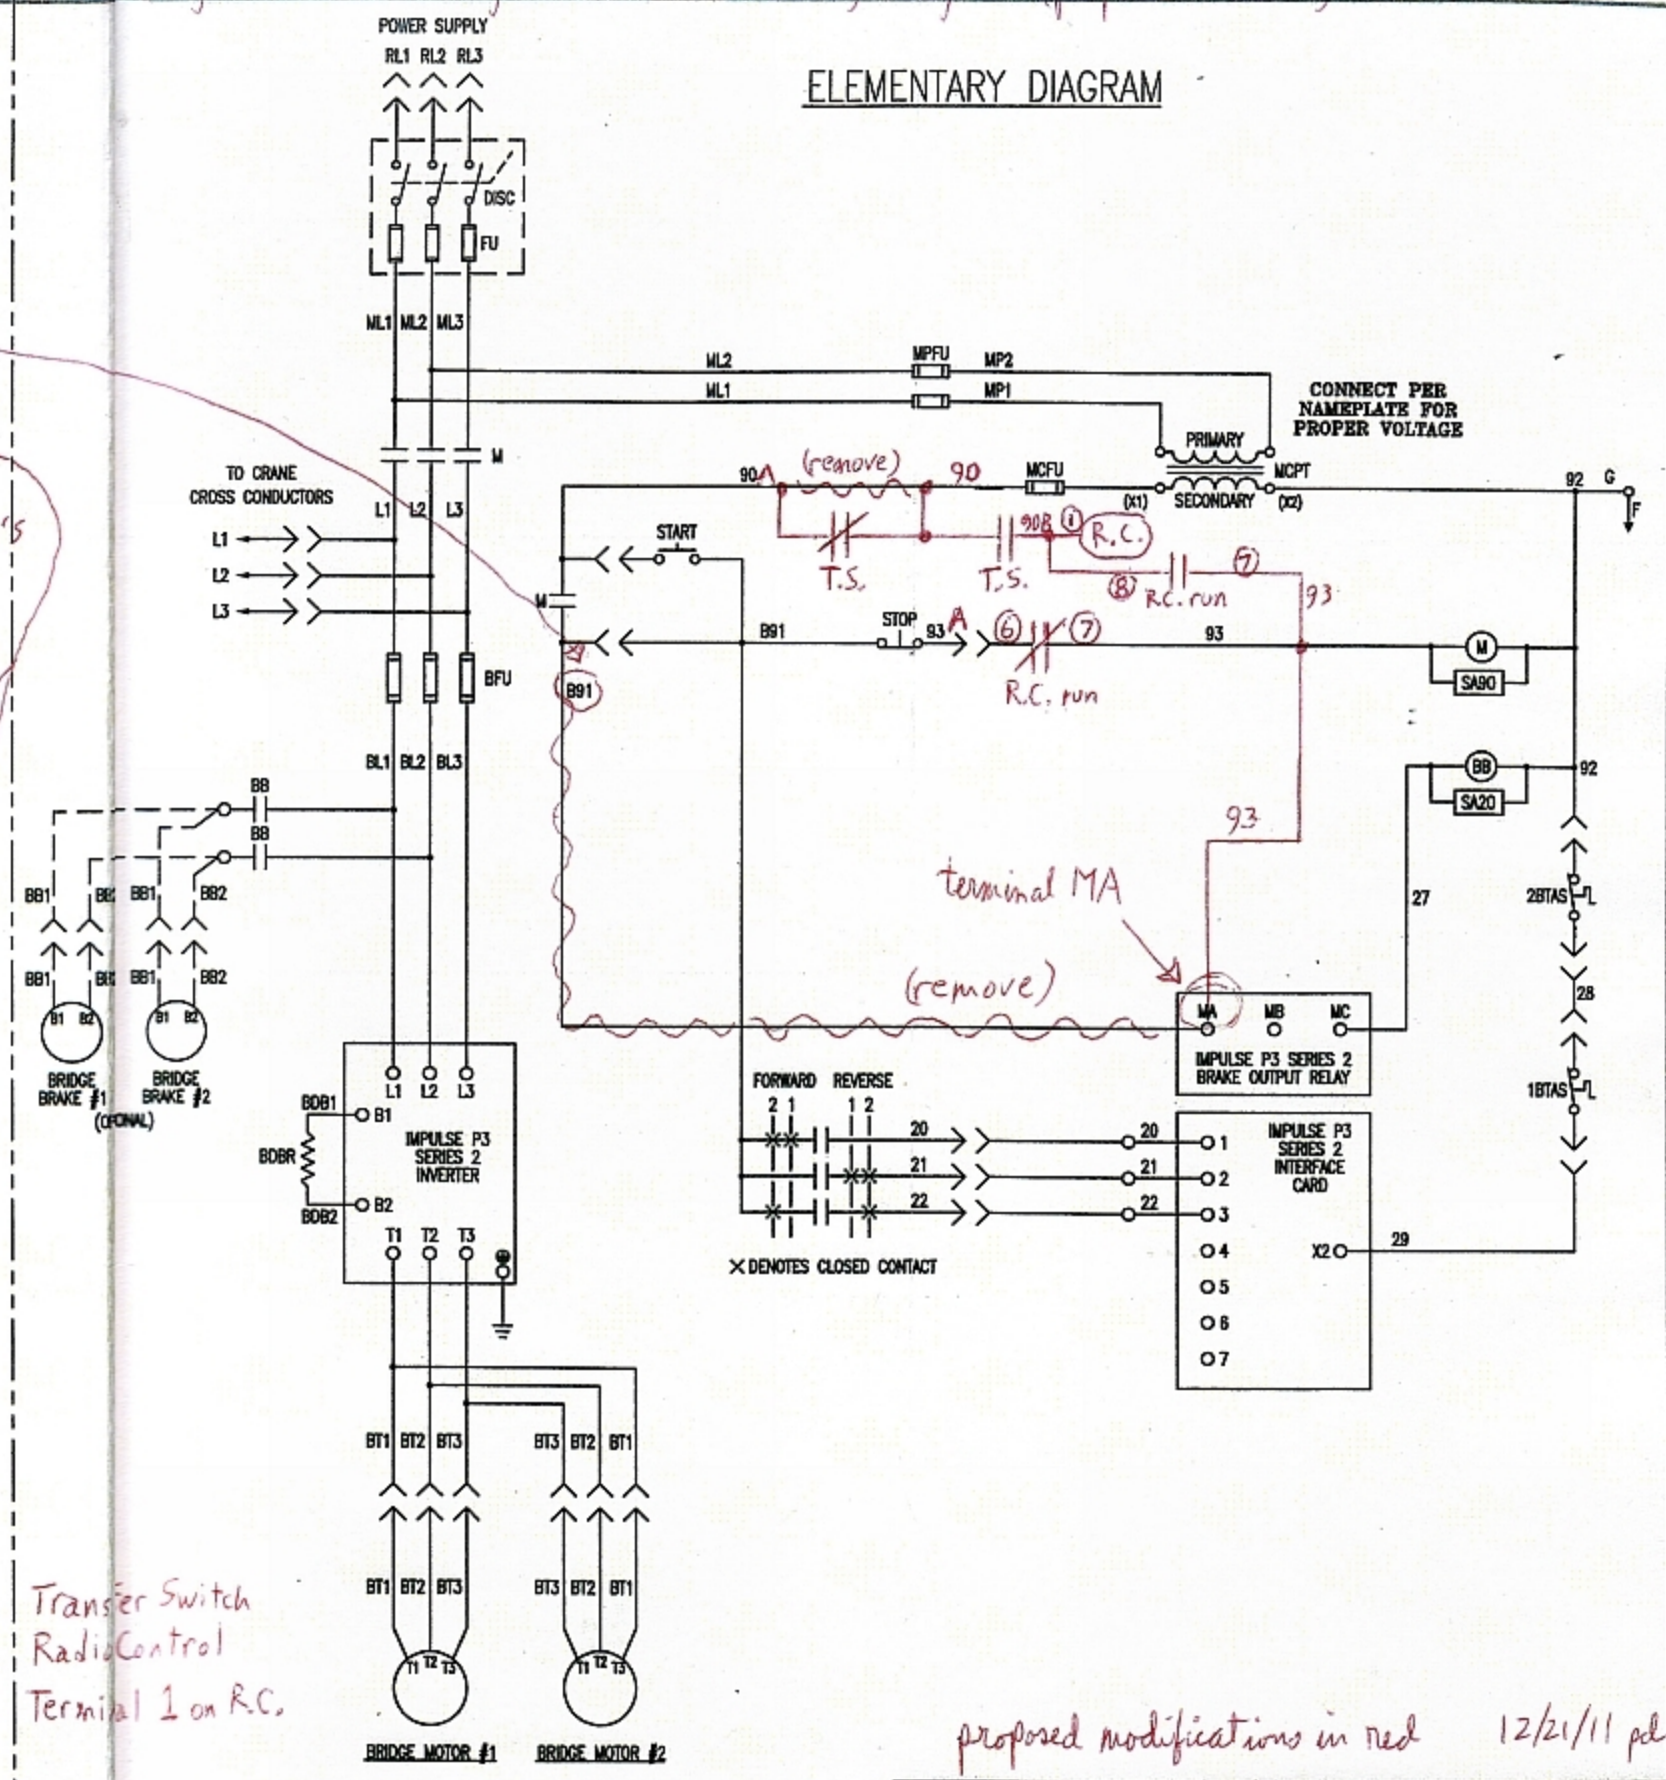 POWER SUPPLY
RL1 RL2 RL3
ELEMENTARY DIAGRAM
DISC
FU
ML1 ML2 ML3
ML2 MPFU MP2
ML1 MP1
CONNECT PER
NAMEPLATE FOR
PROPER VOLTAGE
PRIMARY
MCPT
M
TO CRANE
CROSS CONDUCTORS
90 A (remove) 90 MCFU
(X1) SECONDARY (X2)
92 G
F
L1 L2 L3
L1
L2
L3
START
T.S.
T.S.
90B 1 R.C.
8 R.C. run 7
93
M
B91 STOP 93 A 6 7 93
R.C. run
M
SA90
B91
BFU
BL1 BL2 BL3
BB
BB
BB
SA20
92
93
terminal MA
27
2BTAS
BB1 BB2 BB1 BB2
BB1 BB BB1 BB2
B1 B2 B1 B2
BRIDGE
BRAKE #1
BRIDGE
BRAKE #2
(remove)
MA MB MC
IMPULSE P3 SERIES 2
BRAKE OUTPUT RELAY
28
1BTAS
L1 L2 L3
BDB1 B1
BDBR
IMPULSE P3
SERIES 2
INVERTER
BDB2 B2
T1 T2 T3
FORWARD REVERSE
2 1 1 2
20 20 1
21 21 2
22 22 3
4
5
6
7
IMPULSE P3
SERIES 2
INTERFACE
CARD
X2 29
X DENOTES CLOSED CONTACT
BT1 BT2 BT3 BT3 BT2 BT1
BT1 BT2 BT3 BT3 BT2 BT1
T1 T2 T3 T1 T2 T3
BRIDGE MOTOR #1 BRIDGE MOTOR #2
Transfer Switch
Radio Control
Terminal 1 on R.C.
proposed modifications in red 12/21/11 pd